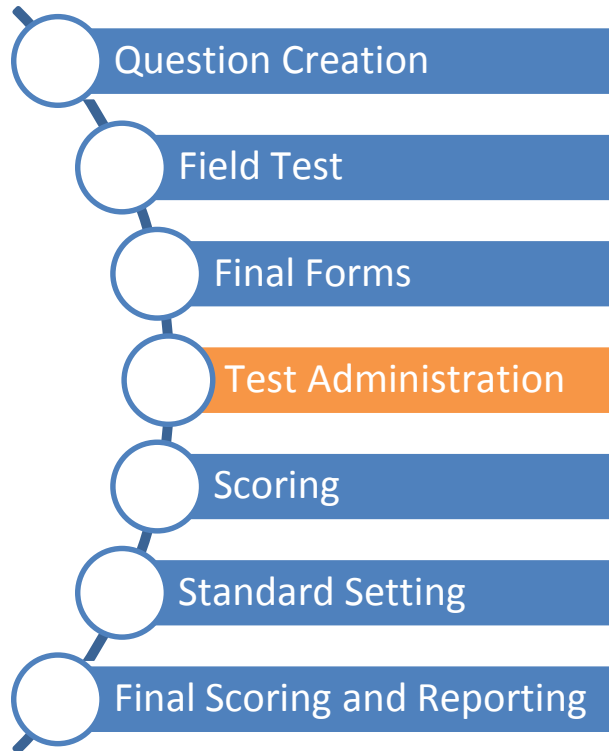 Question Creation
Field Test
Final Forms
Test Administration
Scoring
Standard Setting
Final Scoring and Reporting